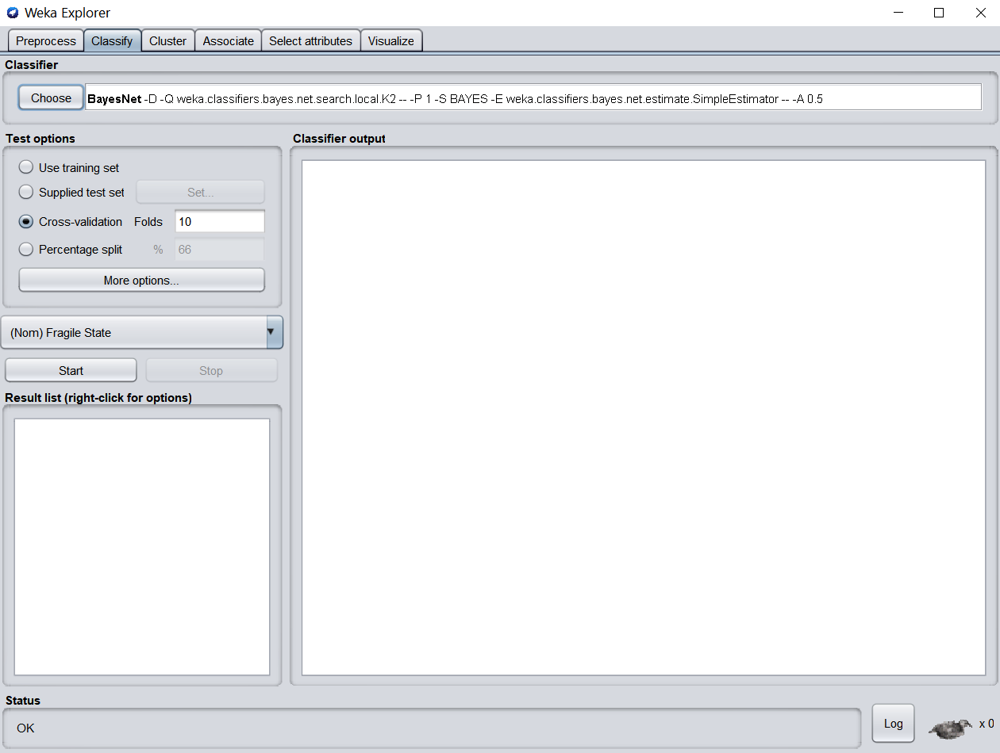 Weka Explorer
Preprocess Classify Cluster Associate Select attributes Visualize
Classifier
Choose BayesNet -D -Q weka.classifiers.bayes.net.search.local.K2 -- -P 1 -S BAYES -E weka.classifiers.bayes.net.estimate.SimpleEstimator -- -A 0.5
Test options
Use training set
Supplied test set Set...
Cross-validation Folds 10
Percentage split % 66
More options...
(Nom) Fragile State
Start Stop
Result list (right-click for options)
Classifier output
Status
OK
Log x 0